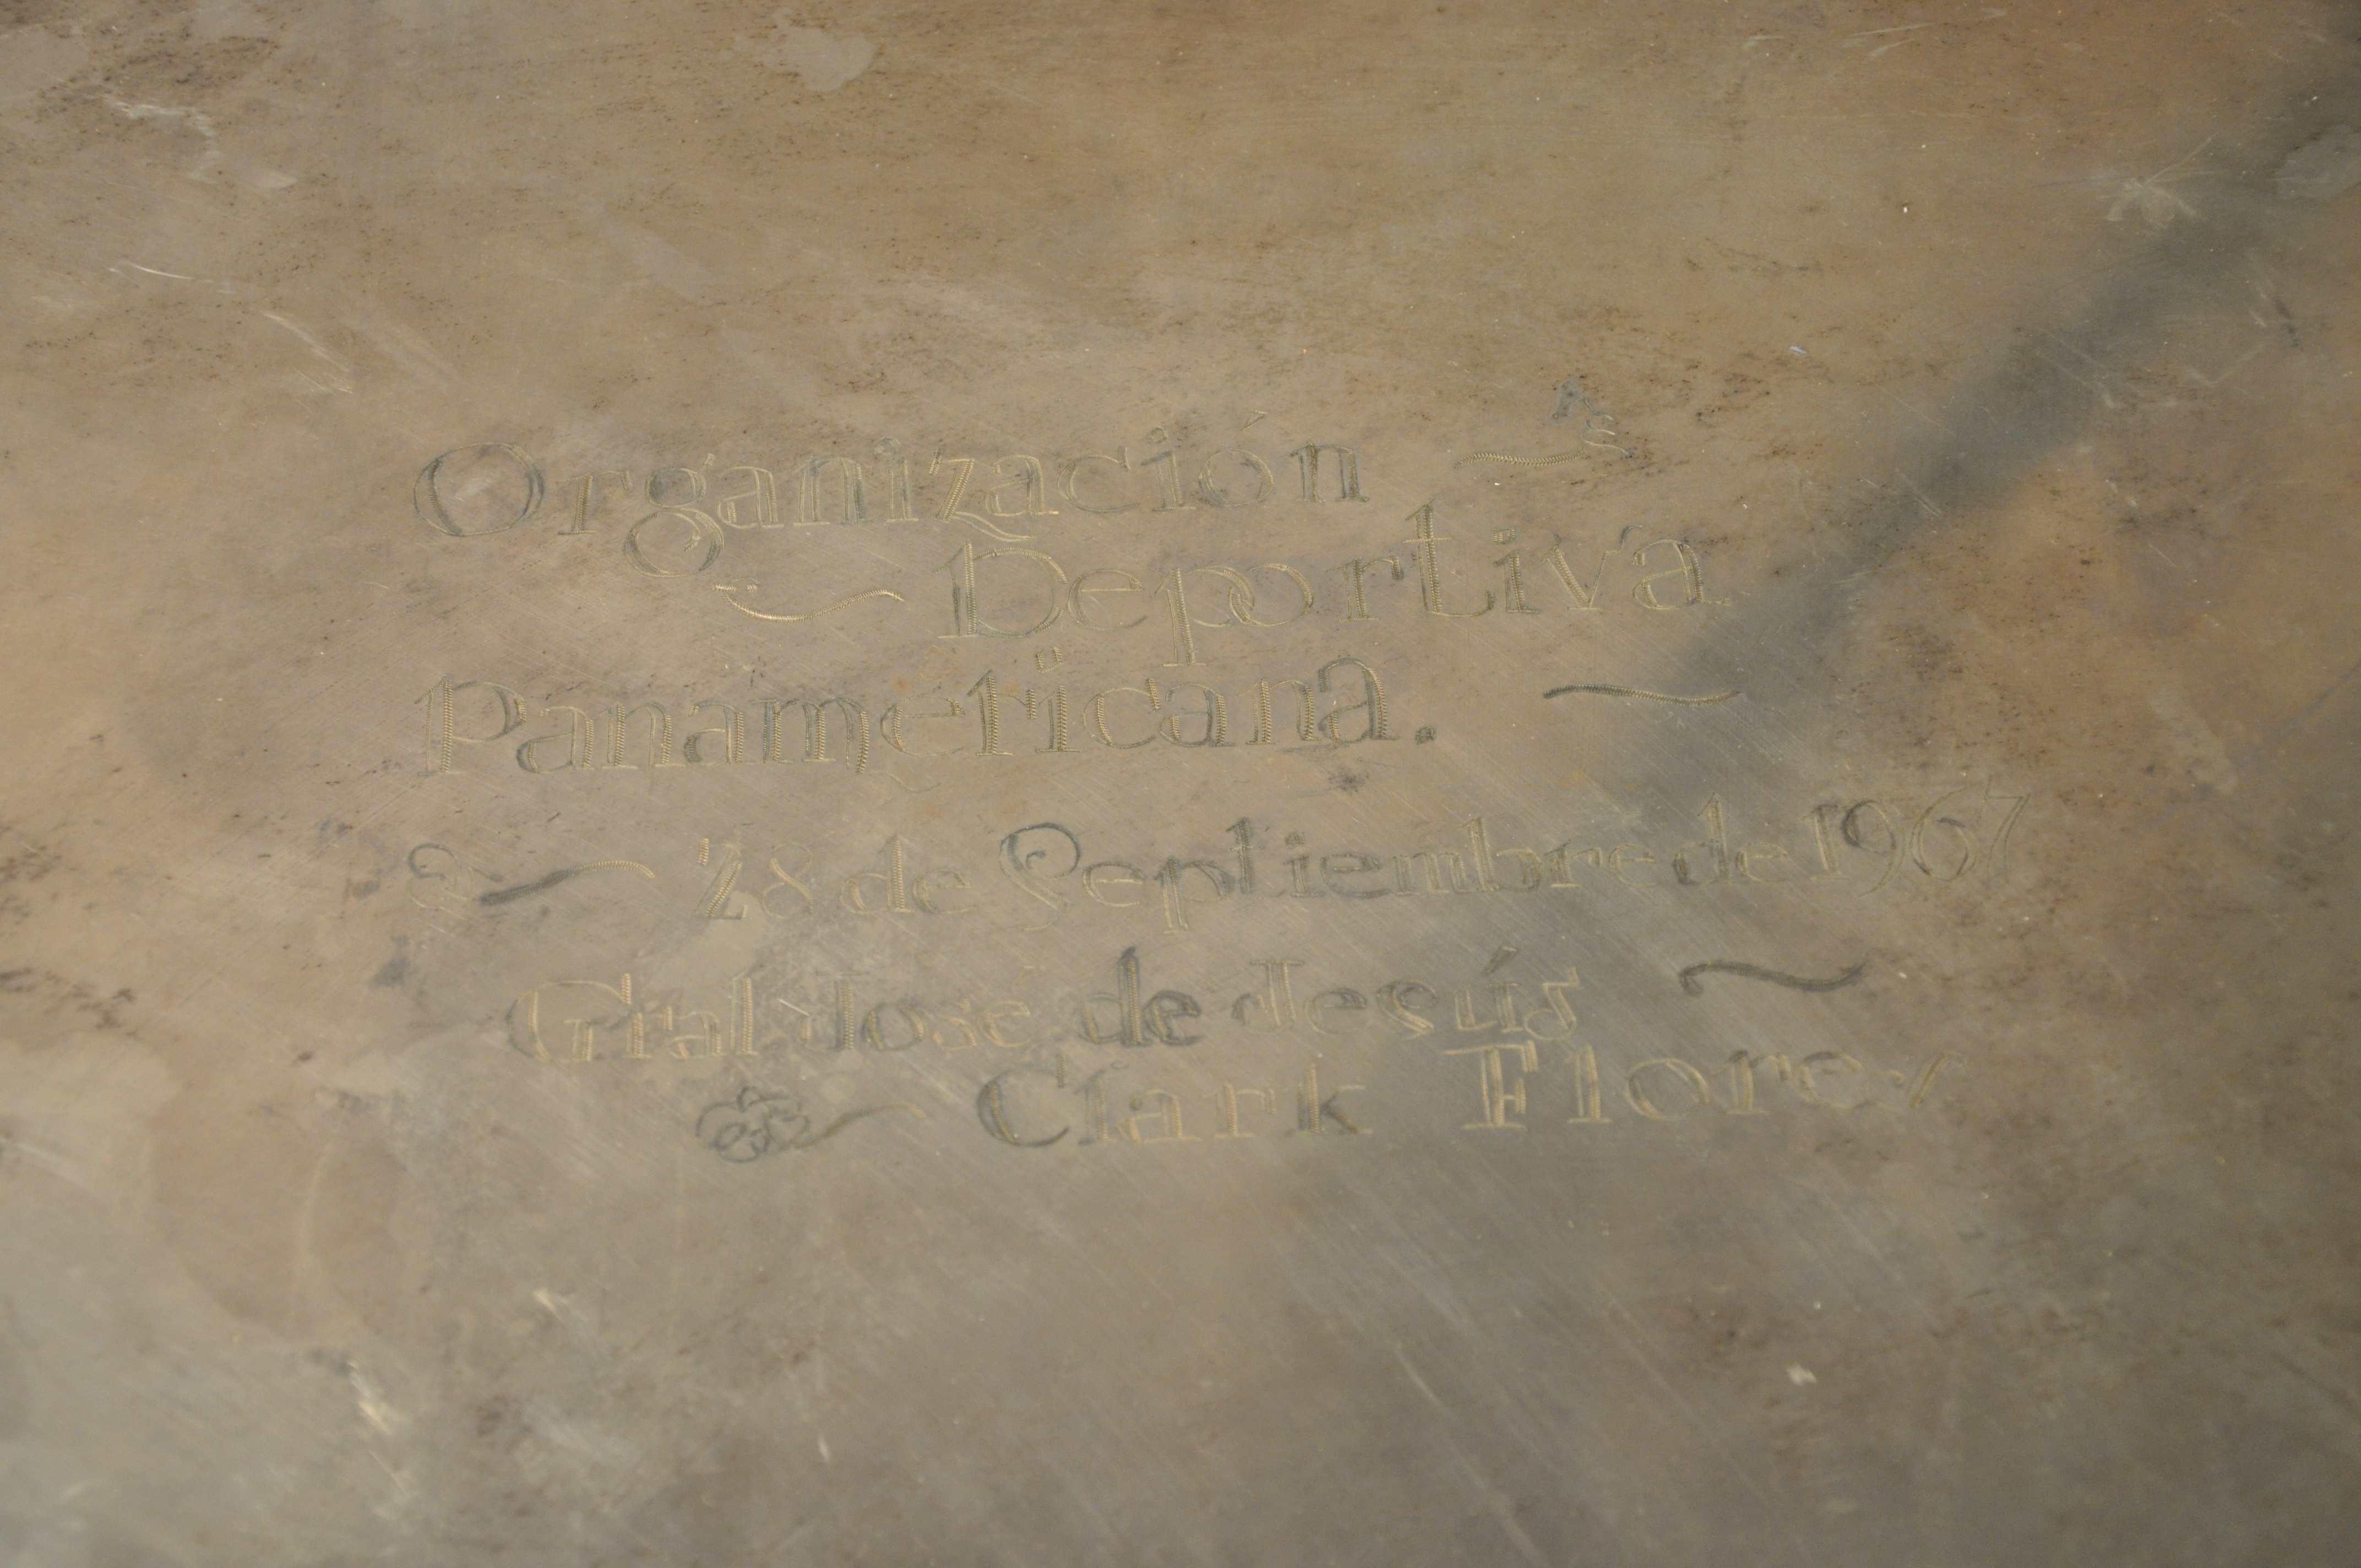 Organización
Deportiva
Panamericana.
28 de Septiembre de 1967
Gral José de Jesús
Clark Flores